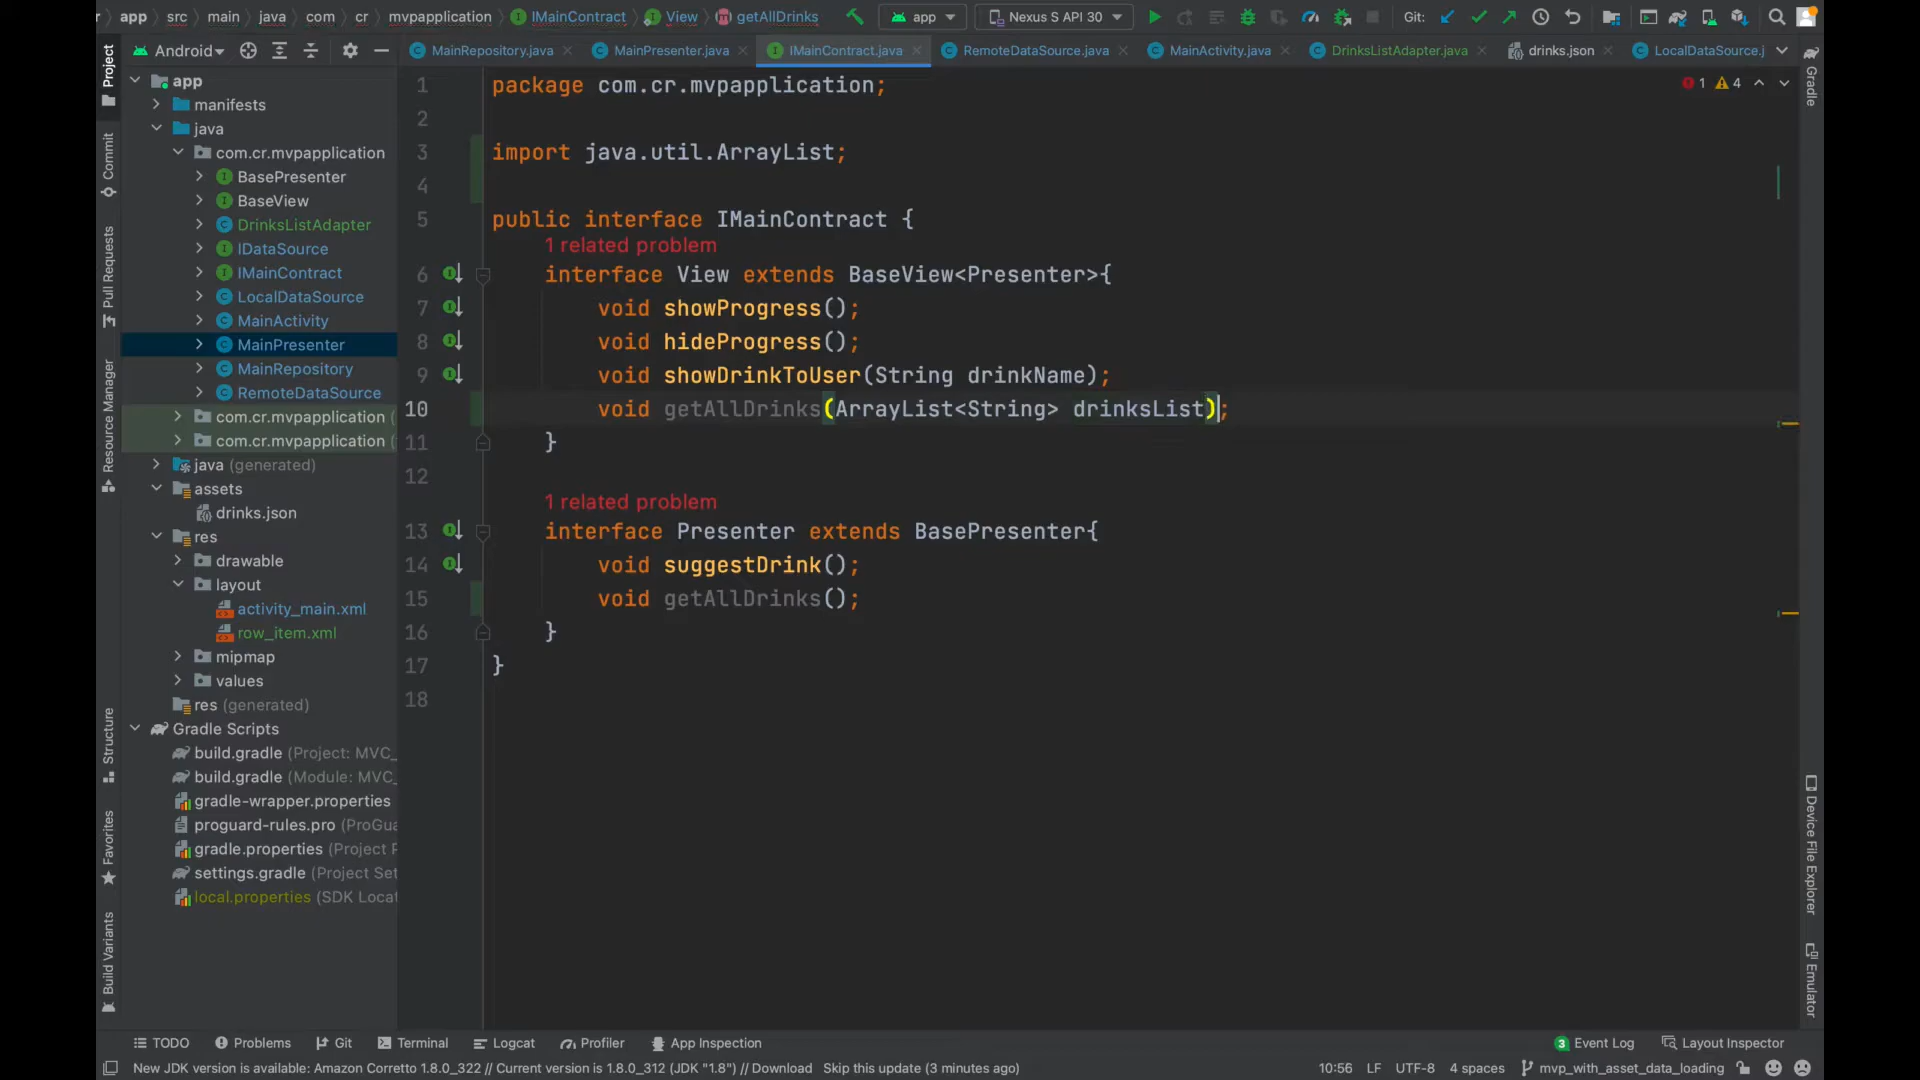 app src main java com cr mvpapplication IMainContract View getAllDrinks app Nexus S API 30 Git:
Project Android MainRepository.java MainPresenter.java IMainContract.java RemoteDataSource.java MainActivity.java DrinksListAdapter.java drinks.json LocalDataSource.j Gradle
app
manifests
java
com.cr.mvpapplication
BasePresenter
BaseView
DrinksListAdapter
IDataSource
IMainContract
LocalDataSource
MainActivity
MainPresenter
MainRepository
RemoteDataSource
com.cr.mvpapplication (
com.cr.mvpapplication (
java (generated)
assets
drinks.json
res
drawable
layout
activity_main.xml
row_item.xml
mipmap
values
res (generated)
Gradle Scripts
build.gradle (Project: MVC_
build.gradle (Module: MVC_
gradle-wrapper.properties
proguard-rules.pro (ProGua
gradle.properties (Project P
settings.gradle (Project Set
local.properties (SDK Locat
Commit
Pull Requests
Resource Manager
Structure
Favorites
Build Variants
1 4
1 package com.cr.mvpapplication;
2
3 import java.util.ArrayList;
4
5 public interface IMainContract {
1 related problem
6 interface View extends BaseView<Presenter>{
7 void showProgress();
8 void hideProgress();
9 void showDrinkToUser(String drinkName);
10 void getAllDrinks(ArrayList<String> drinksList);
11 }
12
1 related problem
13 interface Presenter extends BasePresenter{
14 void suggestDrink();
15 void getAllDrinks();
16 }
17 }
18
Device File Explorer
Emulator
TODO Problems Git Terminal Logcat Profiler App Inspection 3 Event Log Layout Inspector
New JDK version is available: Amazon Corretto 1.8.0_322 // Current version is 1.8.0_312 (JDK "1.8") // Download Skip this update (3 minutes ago) 10:56 LF UTF-8 4 spaces mvp_with_asset_data_loading